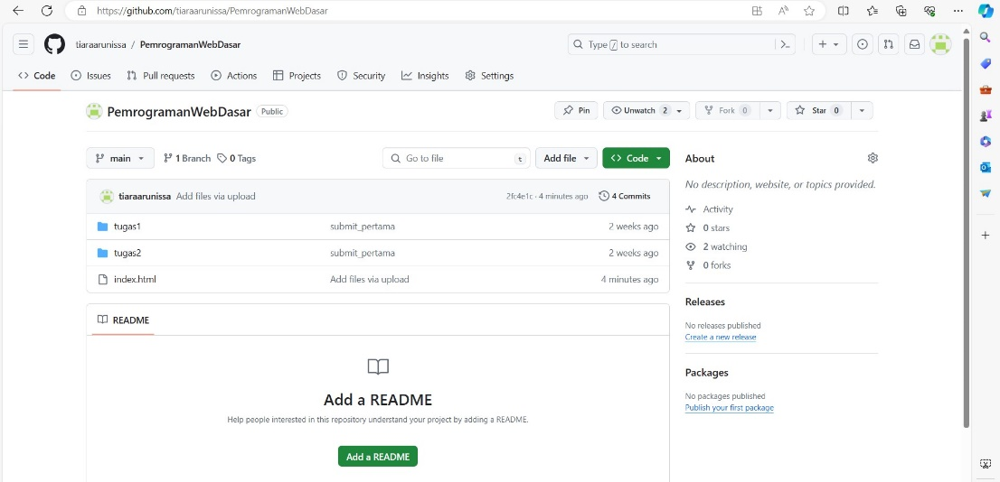 https://github.com/tiaraarunissa/PemrogramanWebDasar
tiaraarunissa / PemrogramanWebDasar
Type / to search
Code Issues Pull requests Actions Projects Security Insights Settings
PemrogramanWebDasar Public
Pin Unwatch 2 Fork 0 Star 0
main 1 Branch 0 Tags Go to file t Add file Code
tiaraarunissa Add files via upload 2fc4e1c · 4 minutes ago 4 Commits
tugas1 submit_pertama 2 weeks ago
tugas2 submit_pertama 2 weeks ago
index.html Add files via upload 4 minutes ago
README
Add a README
Help people interested in this repository understand your project by adding a README.
Add a README
About
No description, website, or topics provided.
Activity
0 stars
2 watching
0 forks
Releases
No releases published
Create a new release
Packages
No packages published
Publish your first package